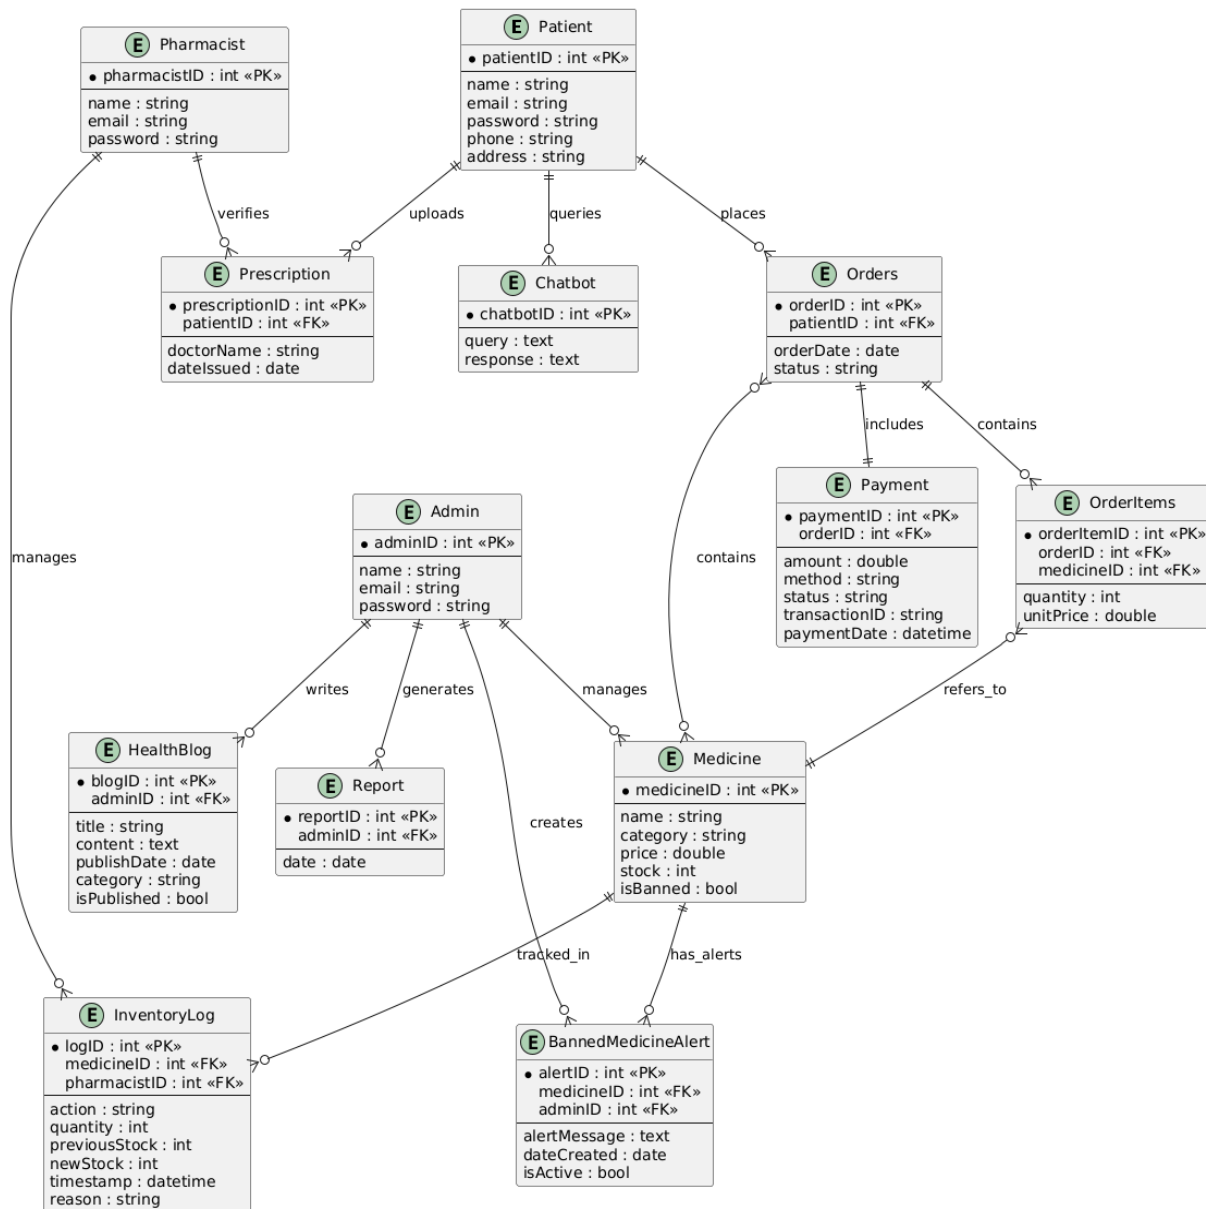 E Pharmacist
pharmacistID : int «PK»
name : string
email : string
password : string
E Patient
patientID : int «PK»
name : string
email : string
password : string
phone : string
address : string
verifies
uploads
queries
places
E Prescription
prescriptionID : int «PK»
patientID : int «FK»
doctorName : string
dateIssued : date
E Chatbot
chatbotID : int «PK»
query : text
response : text
E Orders
orderID : int «PK»
patientID : int «FK»
orderDate : date
status : string
includes
contains
manages
contains
E Admin
adminID : int «PK»
name : string
email : string
password : string
E Payment
paymentID : int «PK»
orderID : int «FK»
amount : double
method : string
status : string
transactionID : string
paymentDate : datetime
E OrderItems
orderItemID : int «PK»
orderID : int «FK»
medicineID : int «FK»
quantity : int
unitPrice : double
writes
generates
manages
refers_to
E HealthBlog
blogID : int «PK»
adminID : int «FK»
title : string
content : text
publishDate : date
category : string
isPublished : bool
E Report
reportID : int «PK»
adminID : int «FK»
date : date
creates
E Medicine
medicineID : int «PK»
name : string
category : string
price : double
stock : int
isBanned : bool
tracked_in
has_alerts
E InventoryLog
logID : int «PK»
medicineID : int «FK»
pharmacistID : int «FK»
action : string
quantity : int
previousStock : int
newStock : int
timestamp : datetime
reason : string
E BannedMedicineAlert
alertID : int «PK»
medicineID : int «FK»
adminID : int «FK»
alertMessage : text
dateCreated : date
isActive : bool